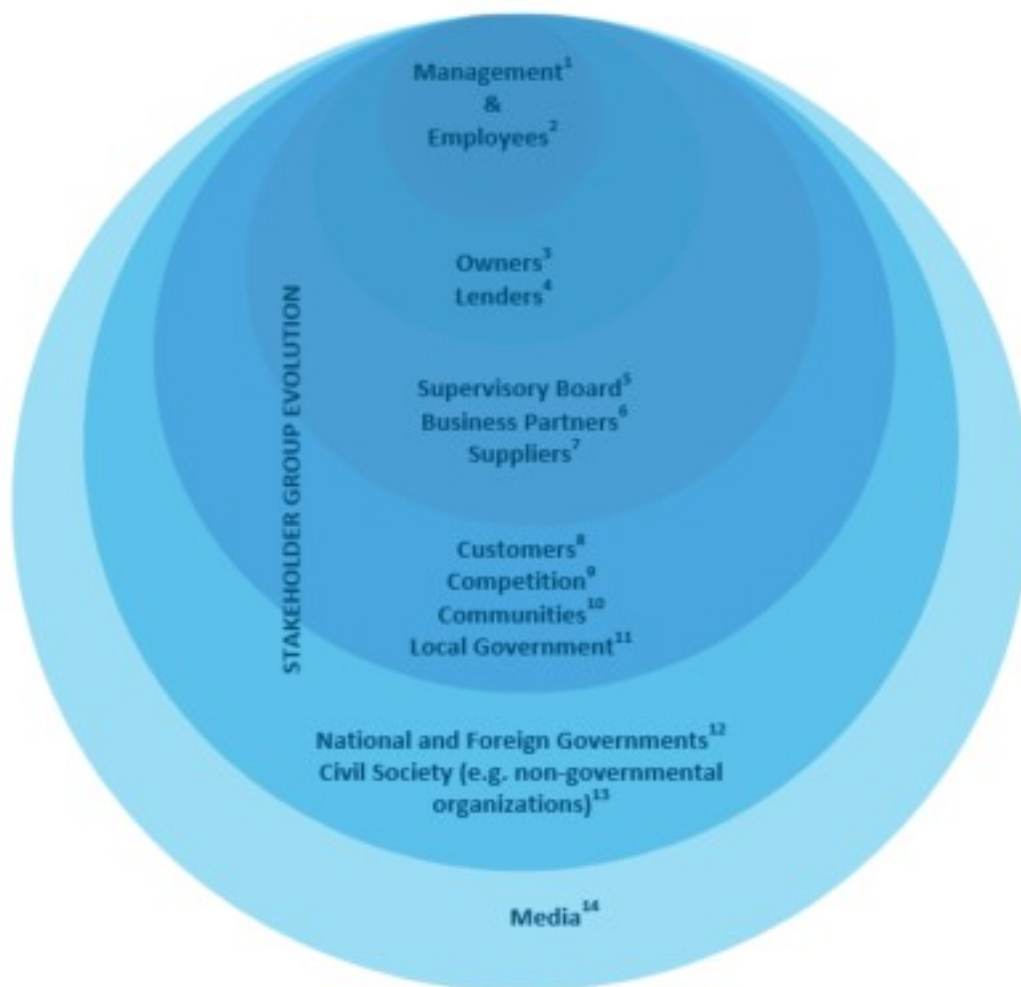 Management¹
&
Employees²
Owners³
Lenders⁴
STAKEHOLDER GROUP EVOLUTION
Supervisory Board⁵
Business Partners⁶
Suppliers⁷
Customers⁸
Competition⁹
Communities¹⁰
Local Government¹¹
National and Foreign Governments¹²
Civil Society (e.g. non-governmental
organizations)¹³
Media¹⁴